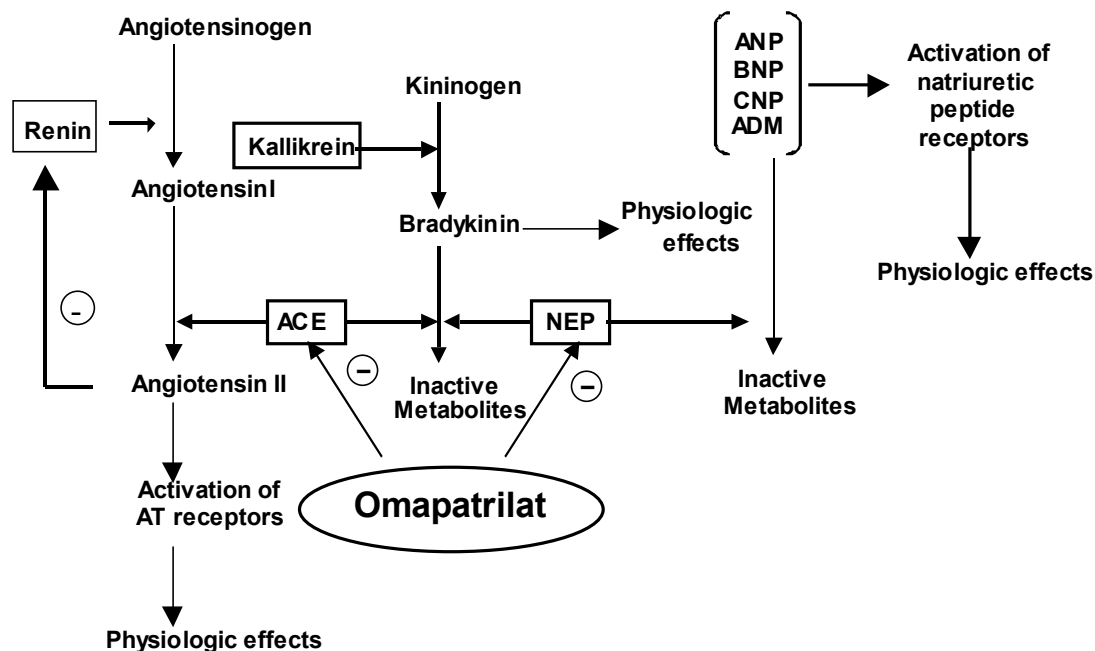 Angiotensinogen
Renin
AngiotensinI
Angiotensin II
Activation of
AT receptors
Physiologic effects
-
Kininogen
Kallikrein
Bradykinin
Physiologic
effects
ACE
NEP
Inactive
Metabolites
−
−
Omapatrilat
ANP
BNP
CNP
ADM
Activation of
natriuretic
peptide
receptors
Physiologic effects
Inactive
Metabolites